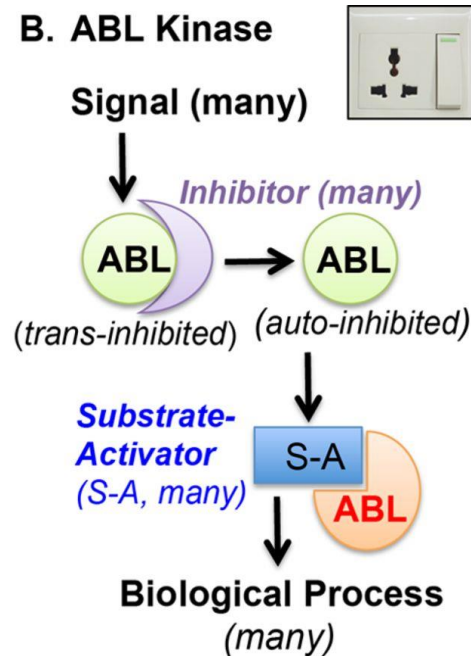 B. ABL Kinase
Signal (many)
Inhibitor (many)
ABL
ABL
(trans-inhibited)
(auto-inhibited)
Substrate-
Activator
(S-A, many)
S-A
ABL
Biological Process
(many)